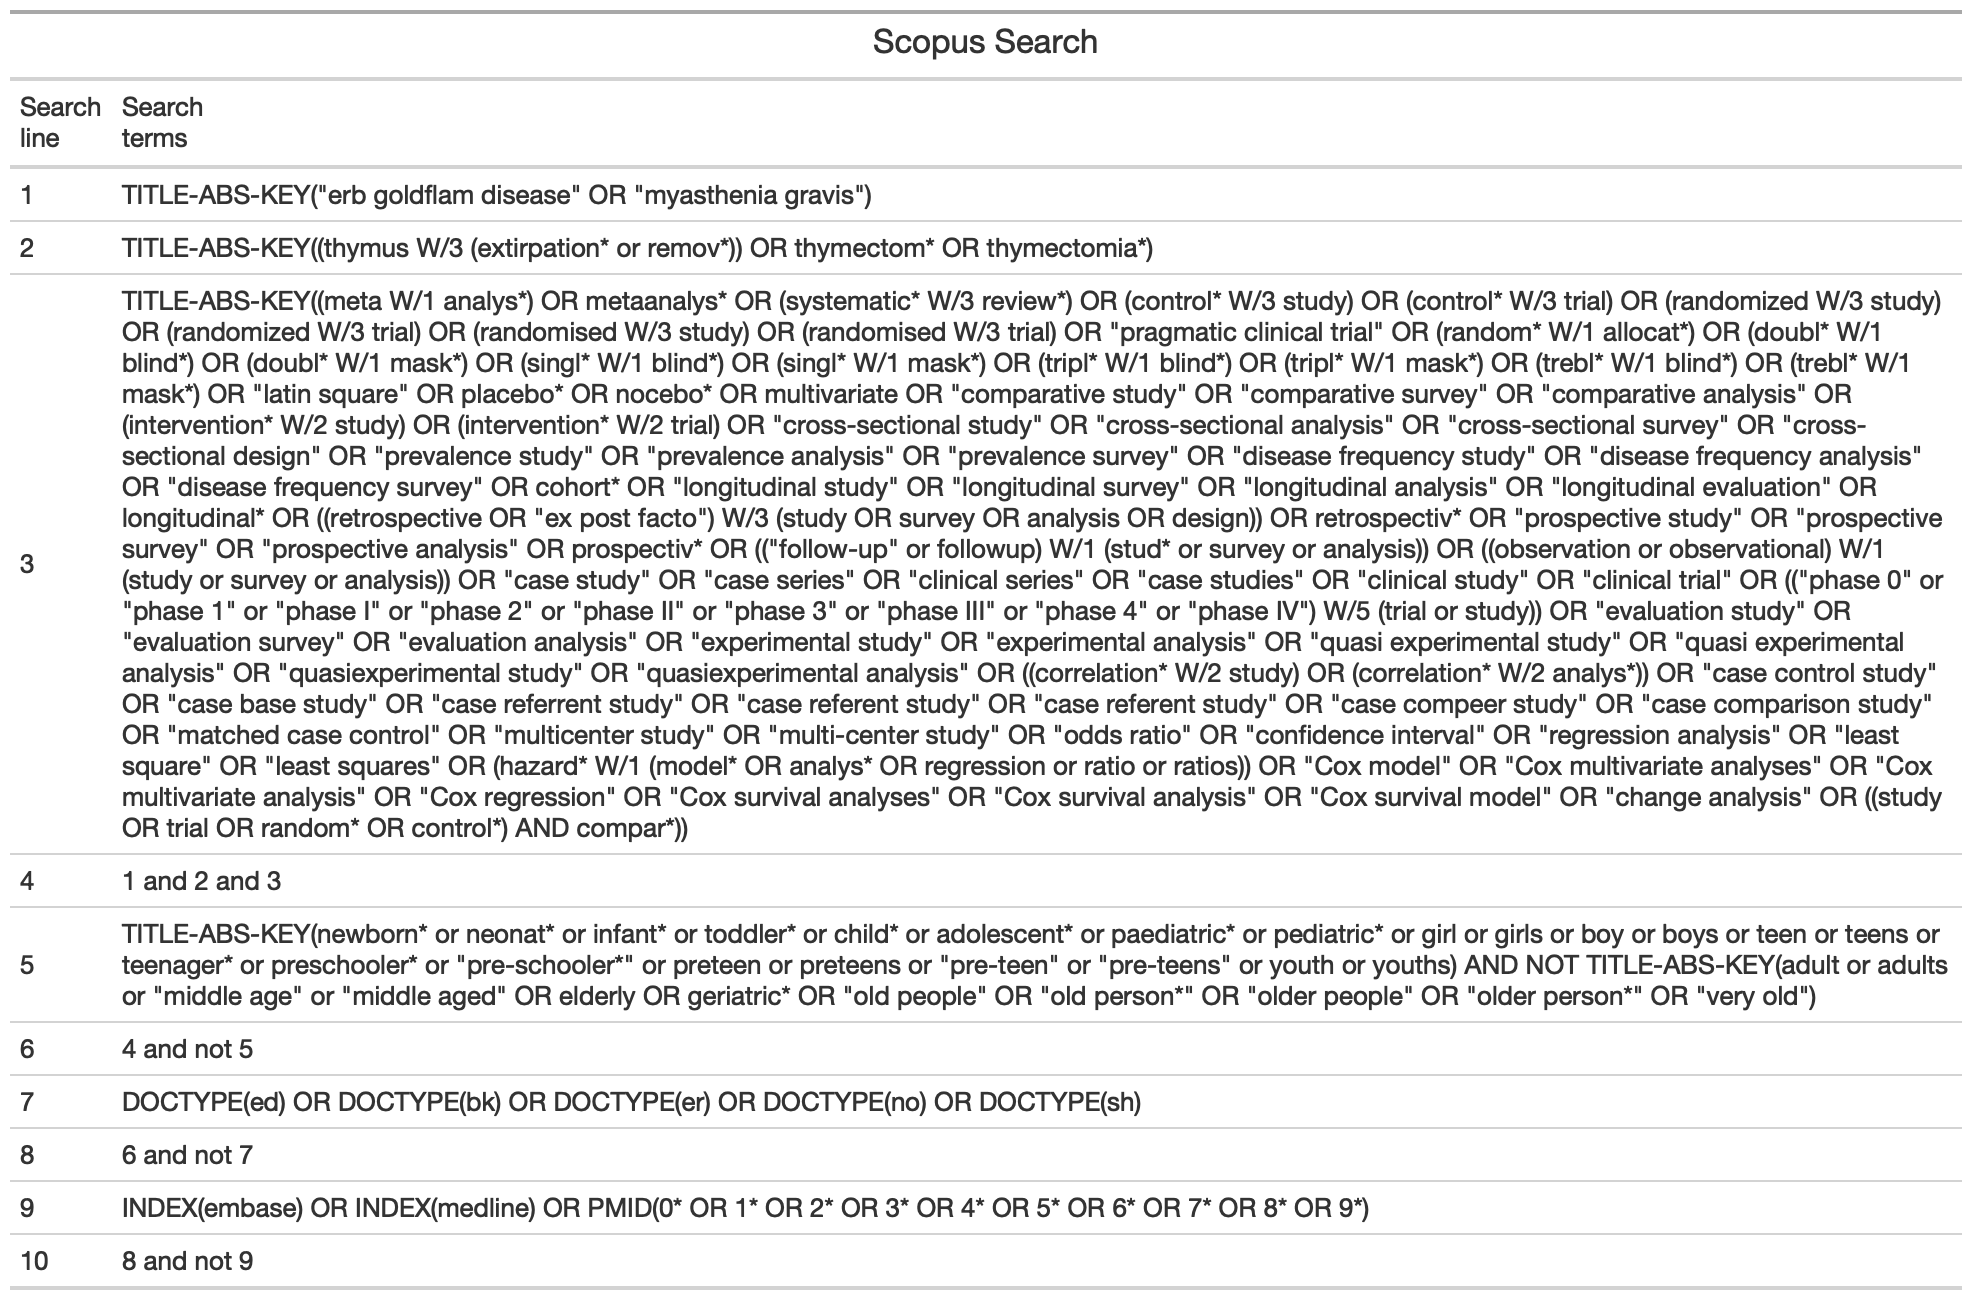 Scopus Search
Search line
Search terms
1 TITLE-ABS-KEY("erb goldflam disease" OR "myasthenia gravis")
2 TITLE-ABS-KEY((thymus W/3 (extirpation* or remov*)) OR thymectom* OR thymectomia*)
3 TITLE-ABS-KEY((meta W/1 analys*) OR metaanalys* OR (systematic* W/3 review*) OR (control* W/3 study) OR (control* W/3 trial) OR (randomized W/3 study)
OR (randomized W/3 trial) OR (randomised W/3 study) OR (randomised W/3 trial) OR "pragmatic clinical trial" OR (random* W/1 allocat*) OR (doubl* W/1
blind*) OR (doubl* W/1 mask*) OR (singl* W/1 blind*) OR (singl* W/1 mask*) OR (tripl* W/1 blind*) OR (tripl* W/1 mask*) OR (trebl* W/1 blind*) OR (trebl* W/1
mask*) OR "latin square" OR placebo* OR nocebo* OR multivariate OR "comparative study" OR "comparative survey" OR "comparative analysis" OR
(intervention* W/2 study) OR (intervention* W/2 trial) OR "cross-sectional study" OR "cross-sectional analysis" OR "cross-sectional survey" OR "cross-
sectional design" OR "prevalence study" OR "prevalence analysis" OR "prevalence survey" OR "disease frequency study" OR "disease frequency analysis"
OR "disease frequency survey" OR cohort* OR "longitudinal study" OR "longitudinal survey" OR "longitudinal analysis" OR "longitudinal evaluation" OR
longitudinal* OR ((retrospective OR "ex post facto") W/3 (study OR survey OR analysis OR design)) OR retrospectiv* OR "prospective study" OR "prospective
survey" OR "prospective analysis" OR prospectiv* OR (("follow-up" or followup) W/1 (stud* or survey or analysis)) OR ((observation or observational) W/1
(study or survey or analysis)) OR "case study" OR "case series" OR "clinical series" OR "case studies" OR "clinical study" OR "clinical trial" OR (("phase 0" or
"phase 1" or "phase I" or "phase 2" or "phase II" or "phase 3" or "phase III" or "phase 4" or "phase IV") W/5 (trial or study)) OR "evaluation study" OR
"evaluation survey" OR "evaluation analysis" OR "experimental study" OR "experimental analysis" OR "quasi experimental study" OR "quasi experimental
analysis" OR "quasiexperimental study" OR "quasiexperimental analysis" OR ((correlation* W/2 study) OR (correlation* W/2 analys*)) OR "case control study"
OR "case base study" OR "case referrent study" OR "case referent study" OR "case referent study" OR "case compeer study" OR "case comparison study"
OR "matched case control" OR "multicenter study" OR "multi-center study" OR "odds ratio" OR "confidence interval" OR "regression analysis" OR "least
square" OR "least squares" OR (hazard* W/1 (model* OR analys* OR regression or ratio or ratios)) OR "Cox model" OR "Cox multivariate analyses" OR "Cox
multivariate analysis" OR "Cox regression" OR "Cox survival analyses" OR "Cox survival analysis" OR "Cox survival model" OR "change analysis" OR ((study
OR trial OR random* OR control*) AND compar*))
4 1 and 2 and 3
5 TITLE-ABS-KEY(newborn* or neonat* or infant* or toddler* or child* or adolescent* or paediatric* or pediatric* or girl or girls or boy or boys or teen or teens or
teenager* or preschooler* or "pre-schooler*" or preteen or preteens or "pre-teen" or "pre-teens" or youth or youths) AND NOT TITLE-ABS-KEY(adult or adults
or "middle age" or "middle aged" OR elderly OR geriatric* OR "old people" OR "old person*" OR "older people" OR "older person*" OR "very old")
6 4 and not 5
7 DOCTYPE(ed) OR DOCTYPE(bk) OR DOCTYPE(er) OR DOCTYPE(no) OR DOCTYPE(sh)
8 6 and not 7
9 INDEX(embase) OR INDEX(medline) OR PMID(0* OR 1* OR 2* OR 3* OR 4* OR 5* OR 6* OR 7* OR 8* OR 9*)
10 8 and not 9